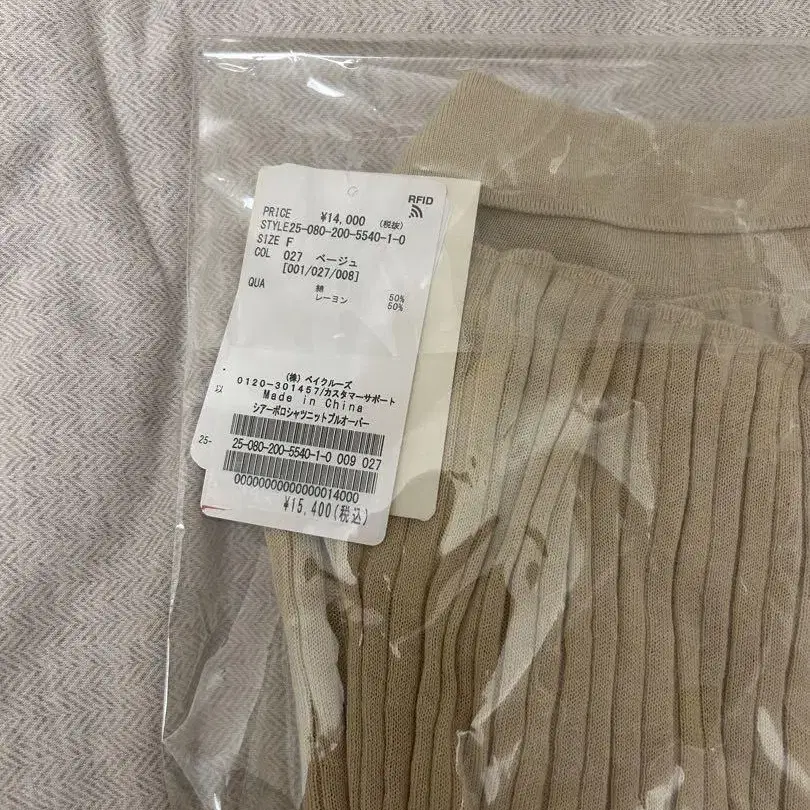 RFID
PRICE ¥14,000 (税抜)
STYLE25-080-200-5540-1-0
SIZE F
COL 027 ベージュ
[001/027/008]
QUA 綿 50%
レーヨン 50%
(株) ベイクルーズ
0120-301457/カスタマーサポート
Made in China
シアーポロシャツニットプルオーバー
25-080-200-5540-1-0 009 027
0000000000000014000
¥15,400(税込)
以
25-